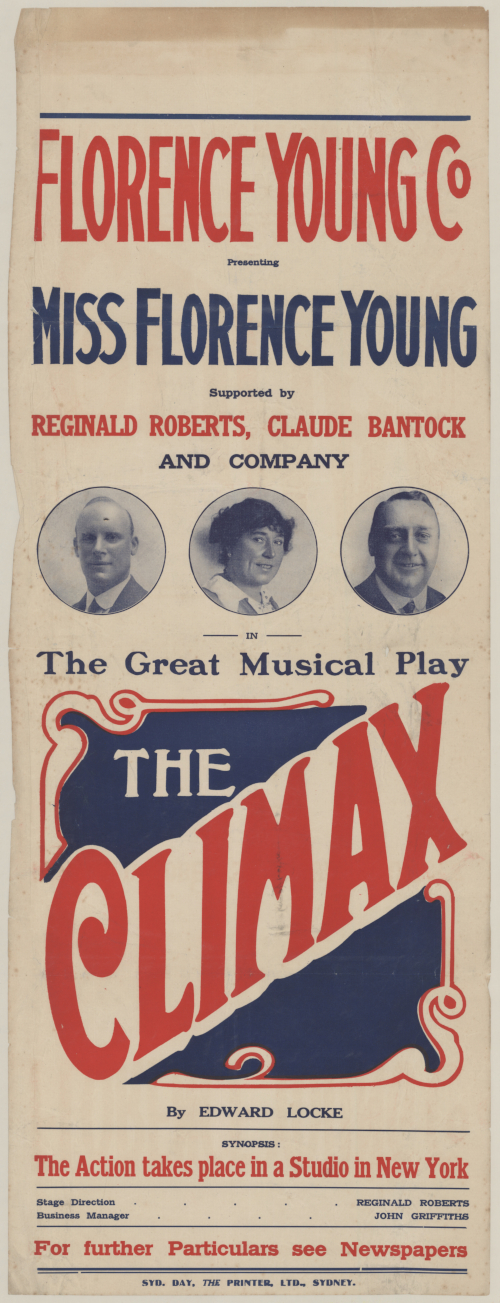 FLORENCE YOUNG Co
Presenting
MISS FLORENCE YOUNG
Supported by
REGINALD ROBERTS, CLAUDE BANTOCK
AND COMPANY
IN
The Great Musical Play
THE
CLIMAX
By EDWARD LOCKE
SYNOPSIS:
The Action takes place in a Studio in New York
Stage Direction . . . . . . REGINALD ROBERTS
Business Manager . . . . . . JOHN GRIFFITHS
For further Particulars see Newspapers
SYD. DAY, THE PRINTER, LTD., SYDNEY.